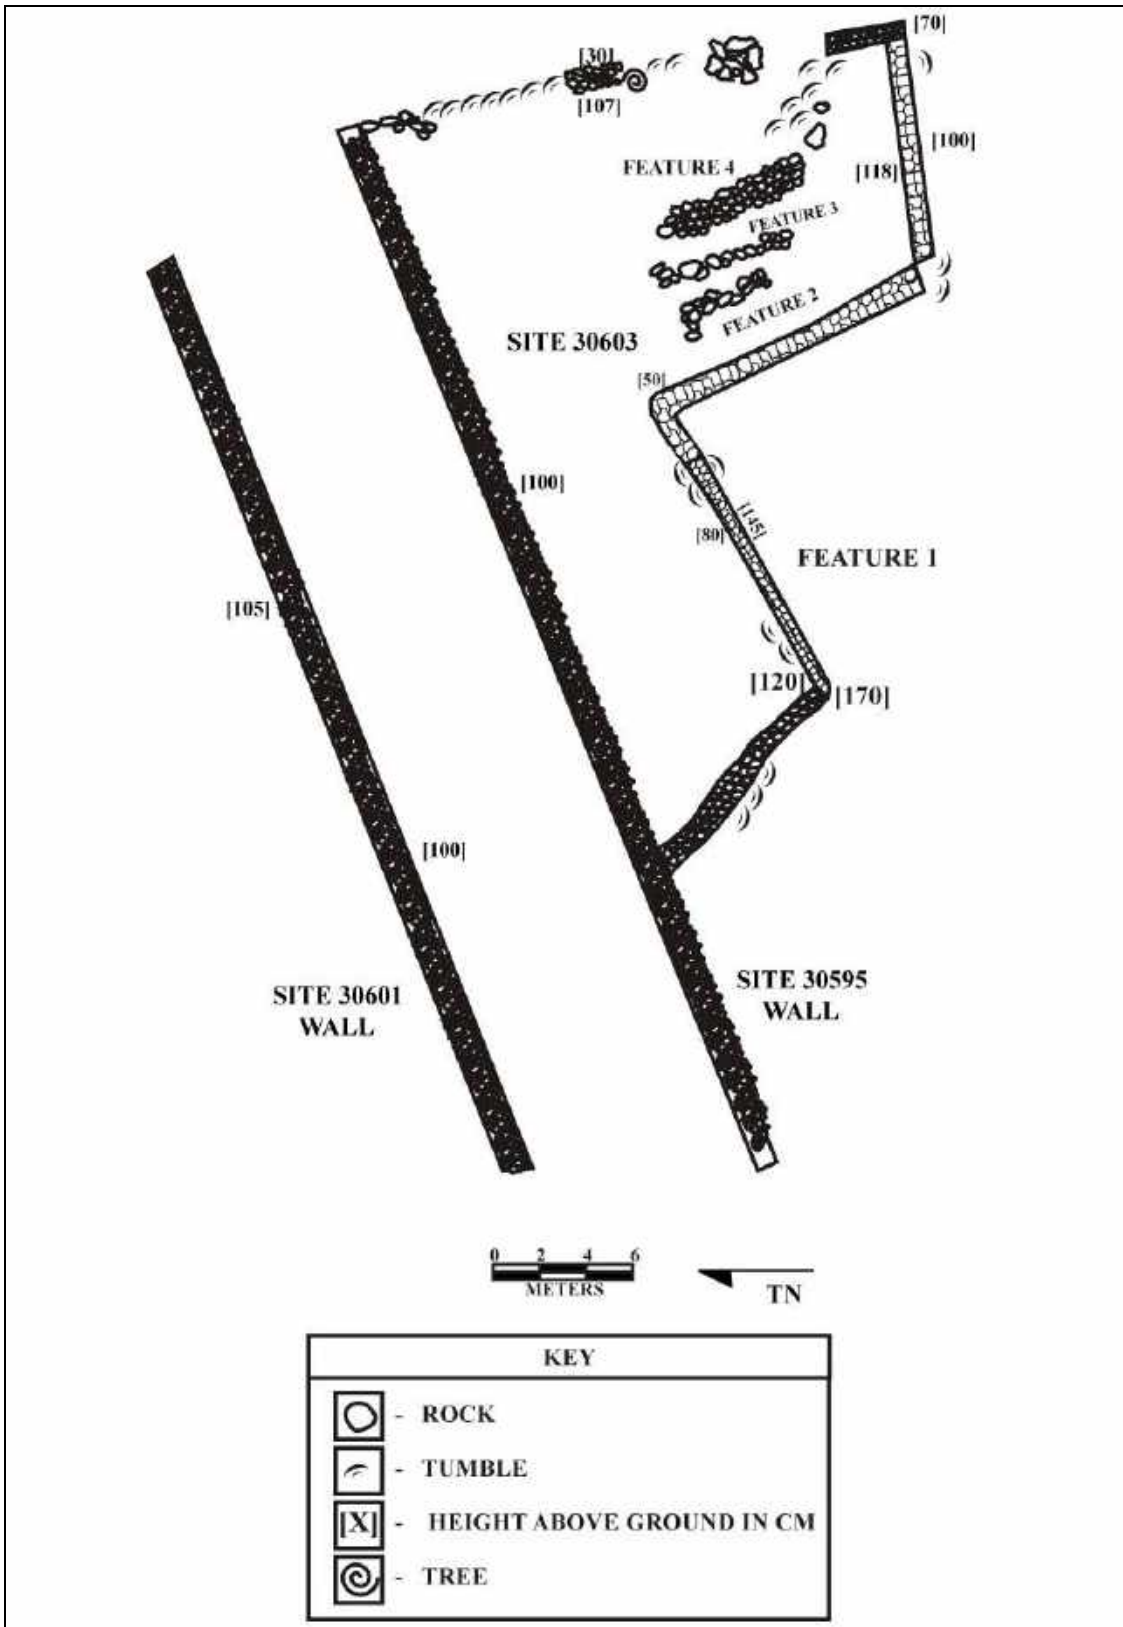 [70]
[30]
[107]
[100]
FEATURE 4
[118]
FEATURE 3
FEATURE 2
SITE 30603
[50]
[100]
[145]
[80]
FEATURE 1
[105]
[120]
[170]
[100]
SITE 30595
WALL
SITE 30601
WALL
0 2 4 6
METERS
TN
KEY
- ROCK
- TUMBLE
[X] - HEIGHT ABOVE GROUND IN CM
- TREE